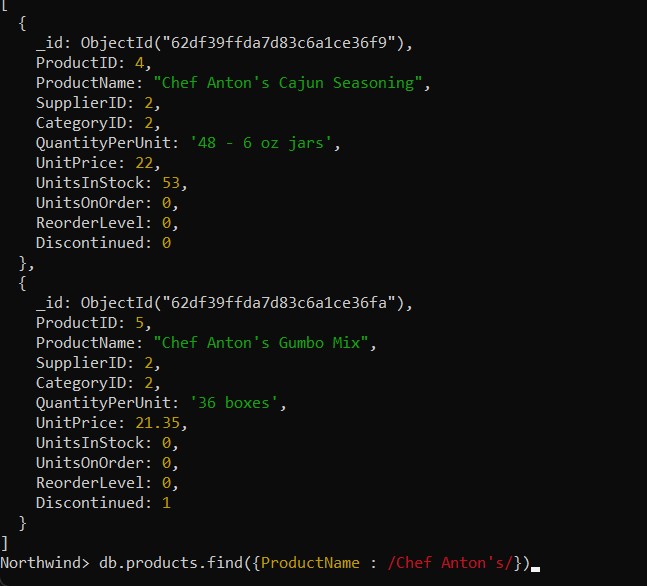 [
{
_id: ObjectId("62df39ffda7d83c6a1ce36f9"),
ProductID: 4,
ProductName: "Chef Anton's Cajun Seasoning",
SupplierID: 2,
CategoryID: 2,
QuantityPerUnit: '48 - 6 oz jars',
UnitPrice: 22,
UnitsInStock: 53,
UnitsOnOrder: 0,
ReorderLevel: 0,
Discontinued: 0
},
{
_id: ObjectId("62df39ffda7d83c6a1ce36fa"),
ProductID: 5,
ProductName: "Chef Anton's Gumbo Mix",
SupplierID: 2,
CategoryID: 2,
QuantityPerUnit: '36 boxes',
UnitPrice: 21.35,
UnitsInStock: 0,
UnitsOnOrder: 0,
ReorderLevel: 0,
Discontinued: 1
}
]
Northwind> db.products.find({ProductName : /Chef Anton's/})